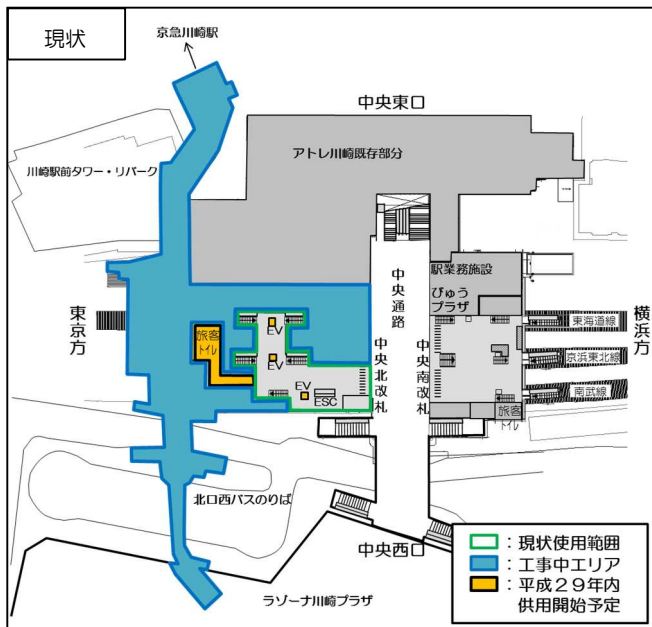 現状
京急川崎駅
中央東口
アトレ川崎既存部分
川崎駅前タワー・リパーク
駅業務施設
びゅう
プラザ
中央通路
東京方
横浜方
旅客
トイレ
EV
EV
EV
ESC
中央北改札
中央南改札
東海道線
京浜東北線
南武線
旅客
トイレ
北口西バスのりば
中央西口
ラゾーナ川崎プラザ
：現状使用範囲
：工事中エリア
：平成２９年内
供用開始予定